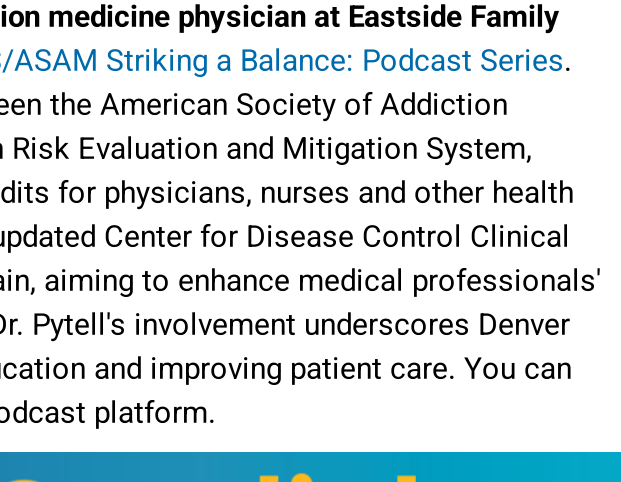 ion medicine physician at Eastside Family
/ASAM Striking a Balance: Podcast Series.
een the American Society of Addiction
Risk Evaluation and Mitigation System,
dits for physicians, nurses and other health
updated Center for Disease Control Clinical
ain, aiming to enhance medical professionals'
Dr. Pytell's involvement underscores Denver
ucation and improving patient care. You can
odcast platform.